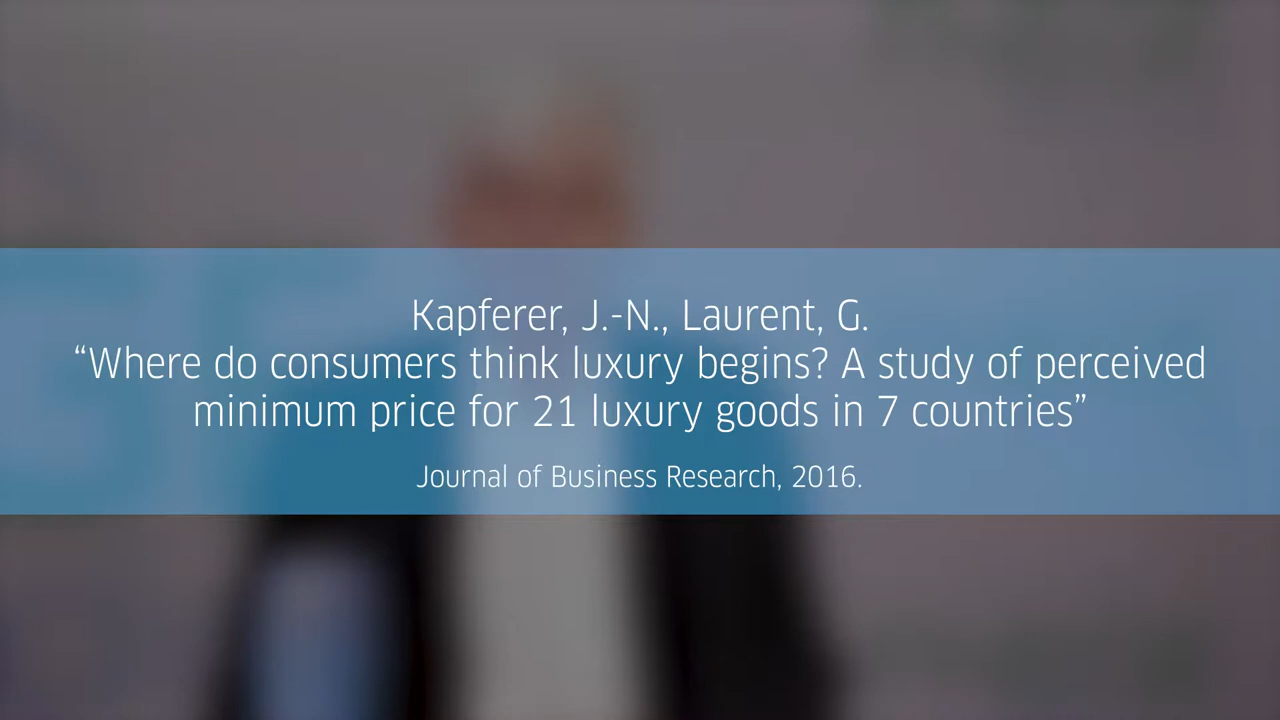 Kapferer, J.-N., Laurent, G.
“Where do consumers think luxury begins? A study of perceived
minimum price for 21 luxury goods in 7 countries”
Journal of Business Research, 2016.